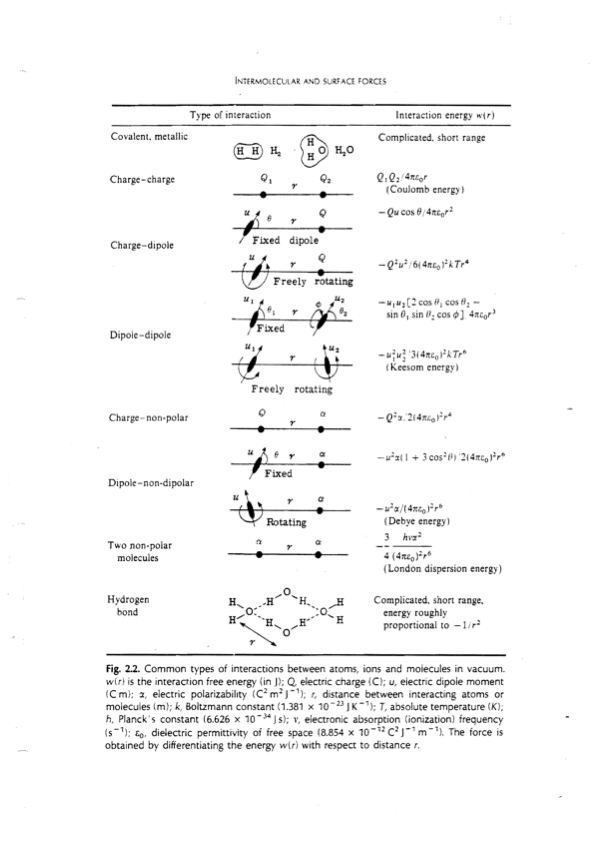 INTERMOLECULAR AND SURFACE FORCES
Type of interaction Interaction energy w(r)
Covalent, metallic H H H₂ H H O H₂O Complicated, short range
Charge–charge Q₁ r Q₂ Q₁Q₂/4πε₀r
(Coulomb energy)
u θ r Q −Qu cos θ/4πε₀r²
Fixed dipole
Charge–dipole
u r Q −Q²u²/6(4πε₀)²kTr⁴
Freely rotating
u₁ θ₁ r ϕ u₂ θ₂ −u₁u₂[2 cos θ₁ cos θ₂ −
sin θ₁ sin θ₂ cos ϕ] 4πε₀r³
Fixed
Dipole–dipole
u₁ r u₂ −u₁²u₂²/3(4πε₀)²kTr⁶
(Keesom energy)
Freely rotating
Charge–non-polar Q r α −Q²α/2(4πε₀)²r⁴
u θ r α −u²α(1 + 3 cos²θ)/2(4πε₀)²r⁶
Fixed
Dipole–non-dipolar
u r α −u²α/(4πε₀)²r⁶
Rotating (Debye energy)
Two non-polar α r α − 3/4 hνα²/(4πε₀)²r⁶
molecules
(London dispersion energy)
Hydrogen H H O H H Complicated, short range,
bond O O energy roughly
H H O H H proportional to −1/r²
r
Fig. 2.2. Common types of interactions between atoms, ions and molecules in vacuum.
w(r) is the interaction free energy (in J); Q, electric charge (C); u, electric dipole moment
(C m); α, electric polarizability (C² m² J⁻¹); r, distance between interacting atoms or
molecules (m); k, Boltzmann constant (1.381 × 10⁻²³ J K⁻¹); T, absolute temperature (K);
h, Planck's constant (6.626 × 10⁻³⁴ J s); ν, electronic absorption (ionization) frequency
(s⁻¹); ε₀, dielectric permittivity of free space (8.854 × 10⁻¹² C² J⁻¹ m⁻¹). The force is
obtained by differentiating the energy w(r) with respect to distance r.